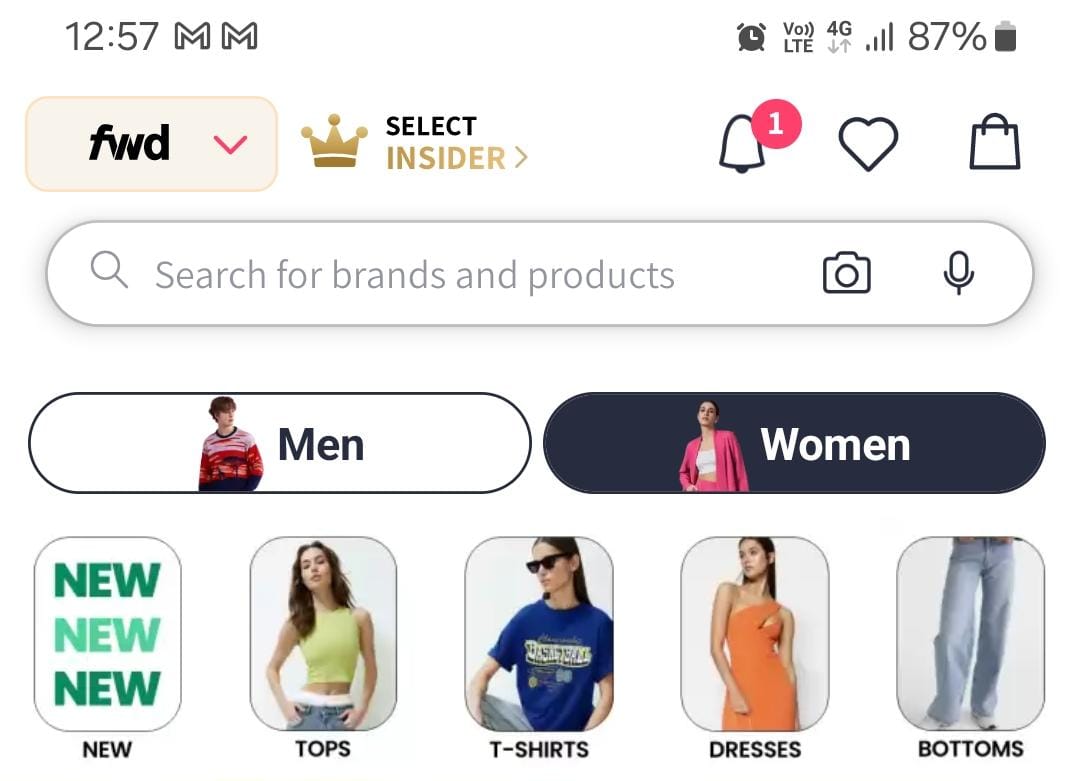 12:57
Vo)) LTE 4G 87%
fwd
SELECT
INSIDER >
1
Search for brands and products
Men
Women
NEW
NEW
NEW
BASKETBALL
NEW
TOPS
T-SHIRTS
DRESSES
BOTTOMS